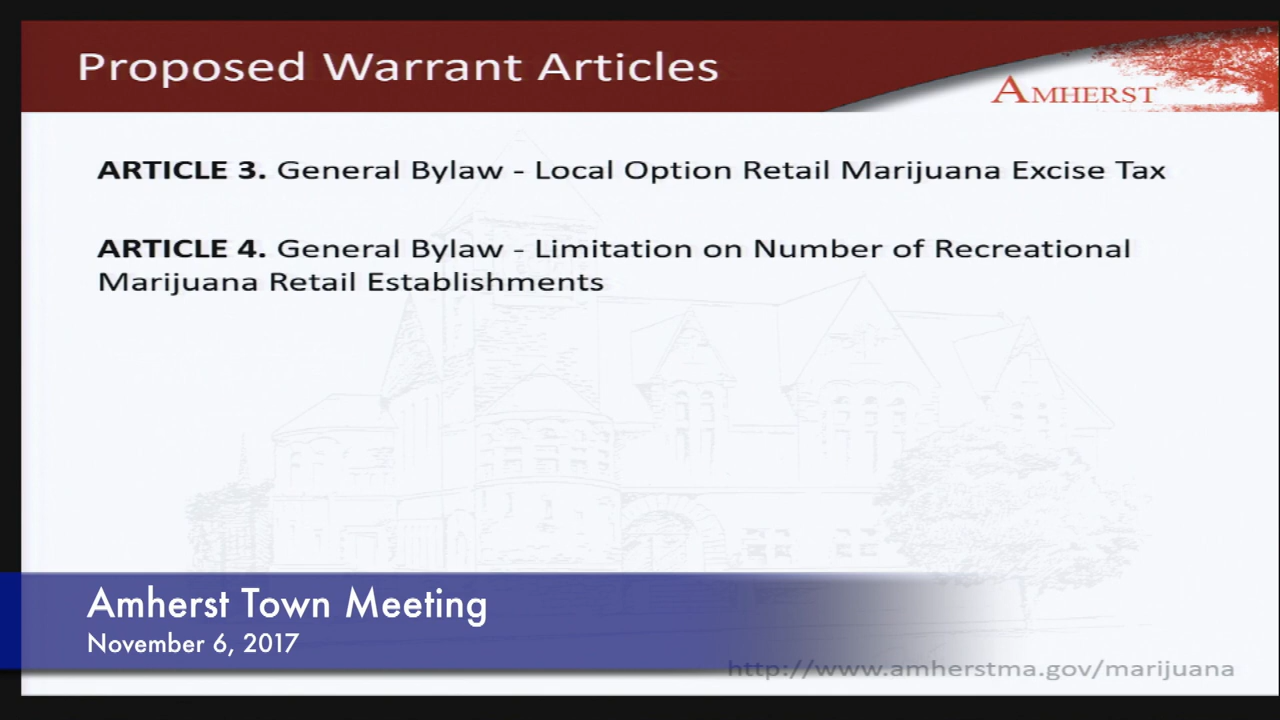 Proposed Warrant Articles
AMHERST
ARTICLE 3. General Bylaw - Local Option Retail Marijuana Excise Tax
ARTICLE 4. General Bylaw - Limitation on Number of Recreational
Marijuana Retail Establishments
Amherst Town Meeting
November 6, 2017
http://www.amherstma.gov/marijuana